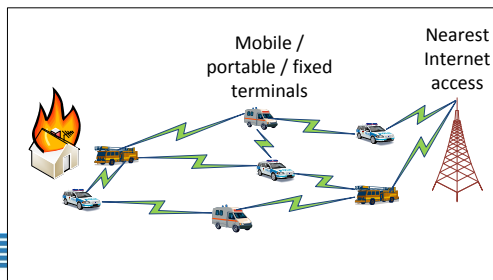 Mobile /
portable / fixed
terminals
Nearest
Internet
access